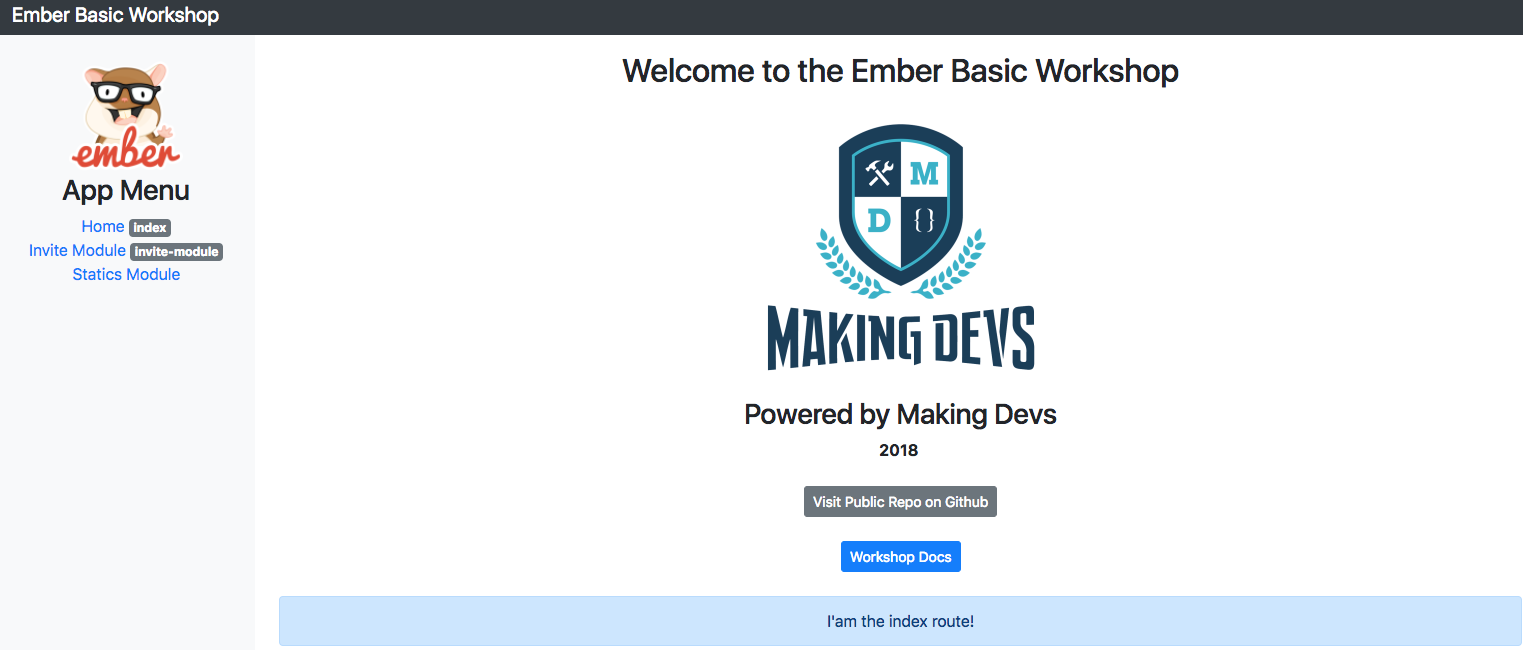 Ember Basic Workshop
ember
App Menu
Home index
Invite Module invite-module
Statics Module
Welcome to the Ember Basic Workshop
M
D {}
MAKING DEVS
Powered by Making Devs
2018
Visit Public Repo on Github
Workshop Docs
I'am the index route!